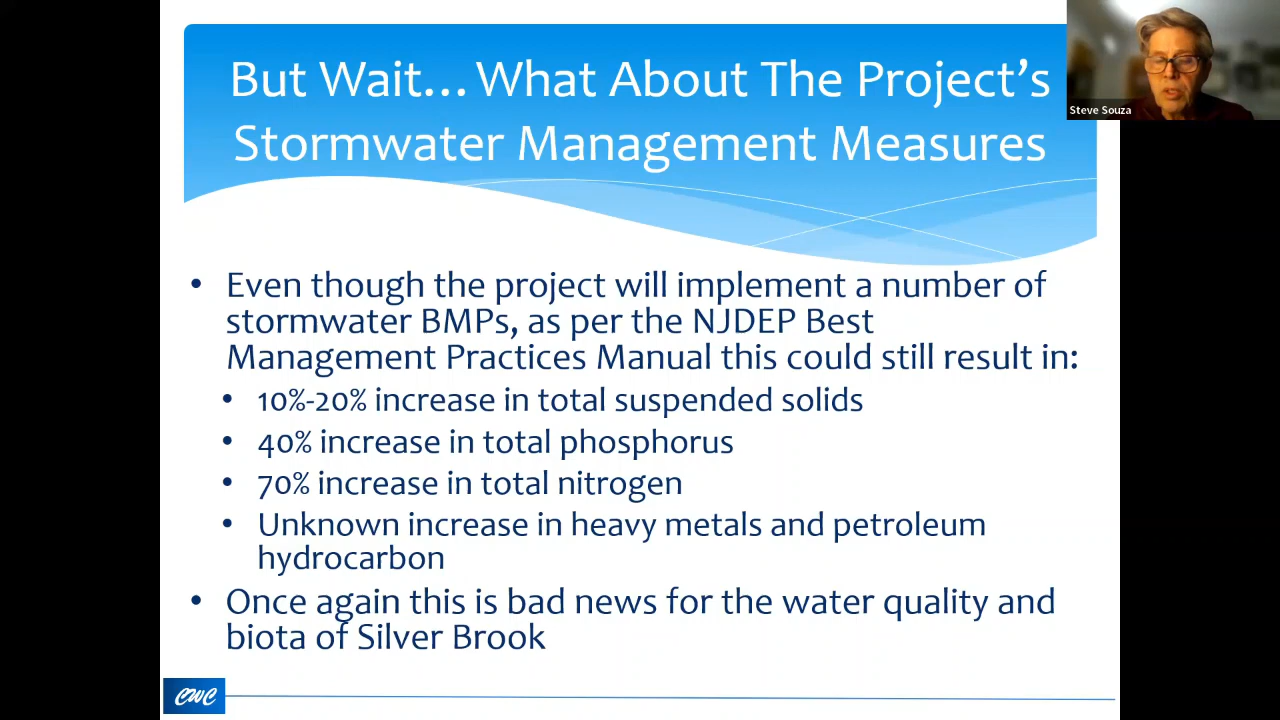 But Wait... What About The Project's
Stormwater Management Measures
Steve Souza
• Even though the project will implement a number of
stormwater BMPs, as per the NJDEP Best
Management Practices Manual this could still result in:
• 10%-20% increase in total suspended solids
• 40% increase in total phosphorus
• 70% increase in total nitrogen
• Unknown increase in heavy metals and petroleum
hydrocarbon
• Once again this is bad news for the water quality and
biota of Silver Brook
CWC